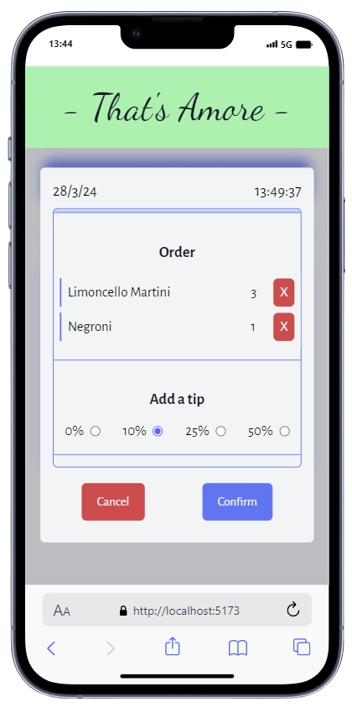 13:44 5G
- That's Amore -
28/3/24 13:49:37
Order
Limoncello Martini 3 X
Negroni 1 X
Add a tip
0% 10% 25% 50%
Cancel Confirm
AA http://localhost:5173